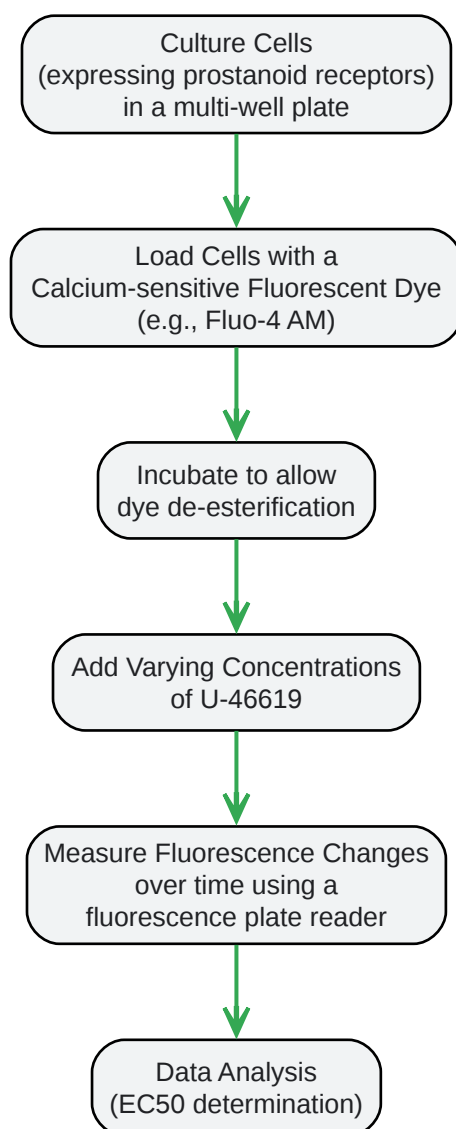 Culture Cells
(expressing prostanoid receptors)
in a multi-well plate
Load Cells with a
Calcium-sensitive Fluorescent Dye
(e.g., Fluo-4 AM)
Incubate to allow
dye de-esterification
Add Varying Concentrations
of U-46619
Measure Fluorescence Changes
over time using a
fluorescence plate reader
Data Analysis
(EC50 determination)